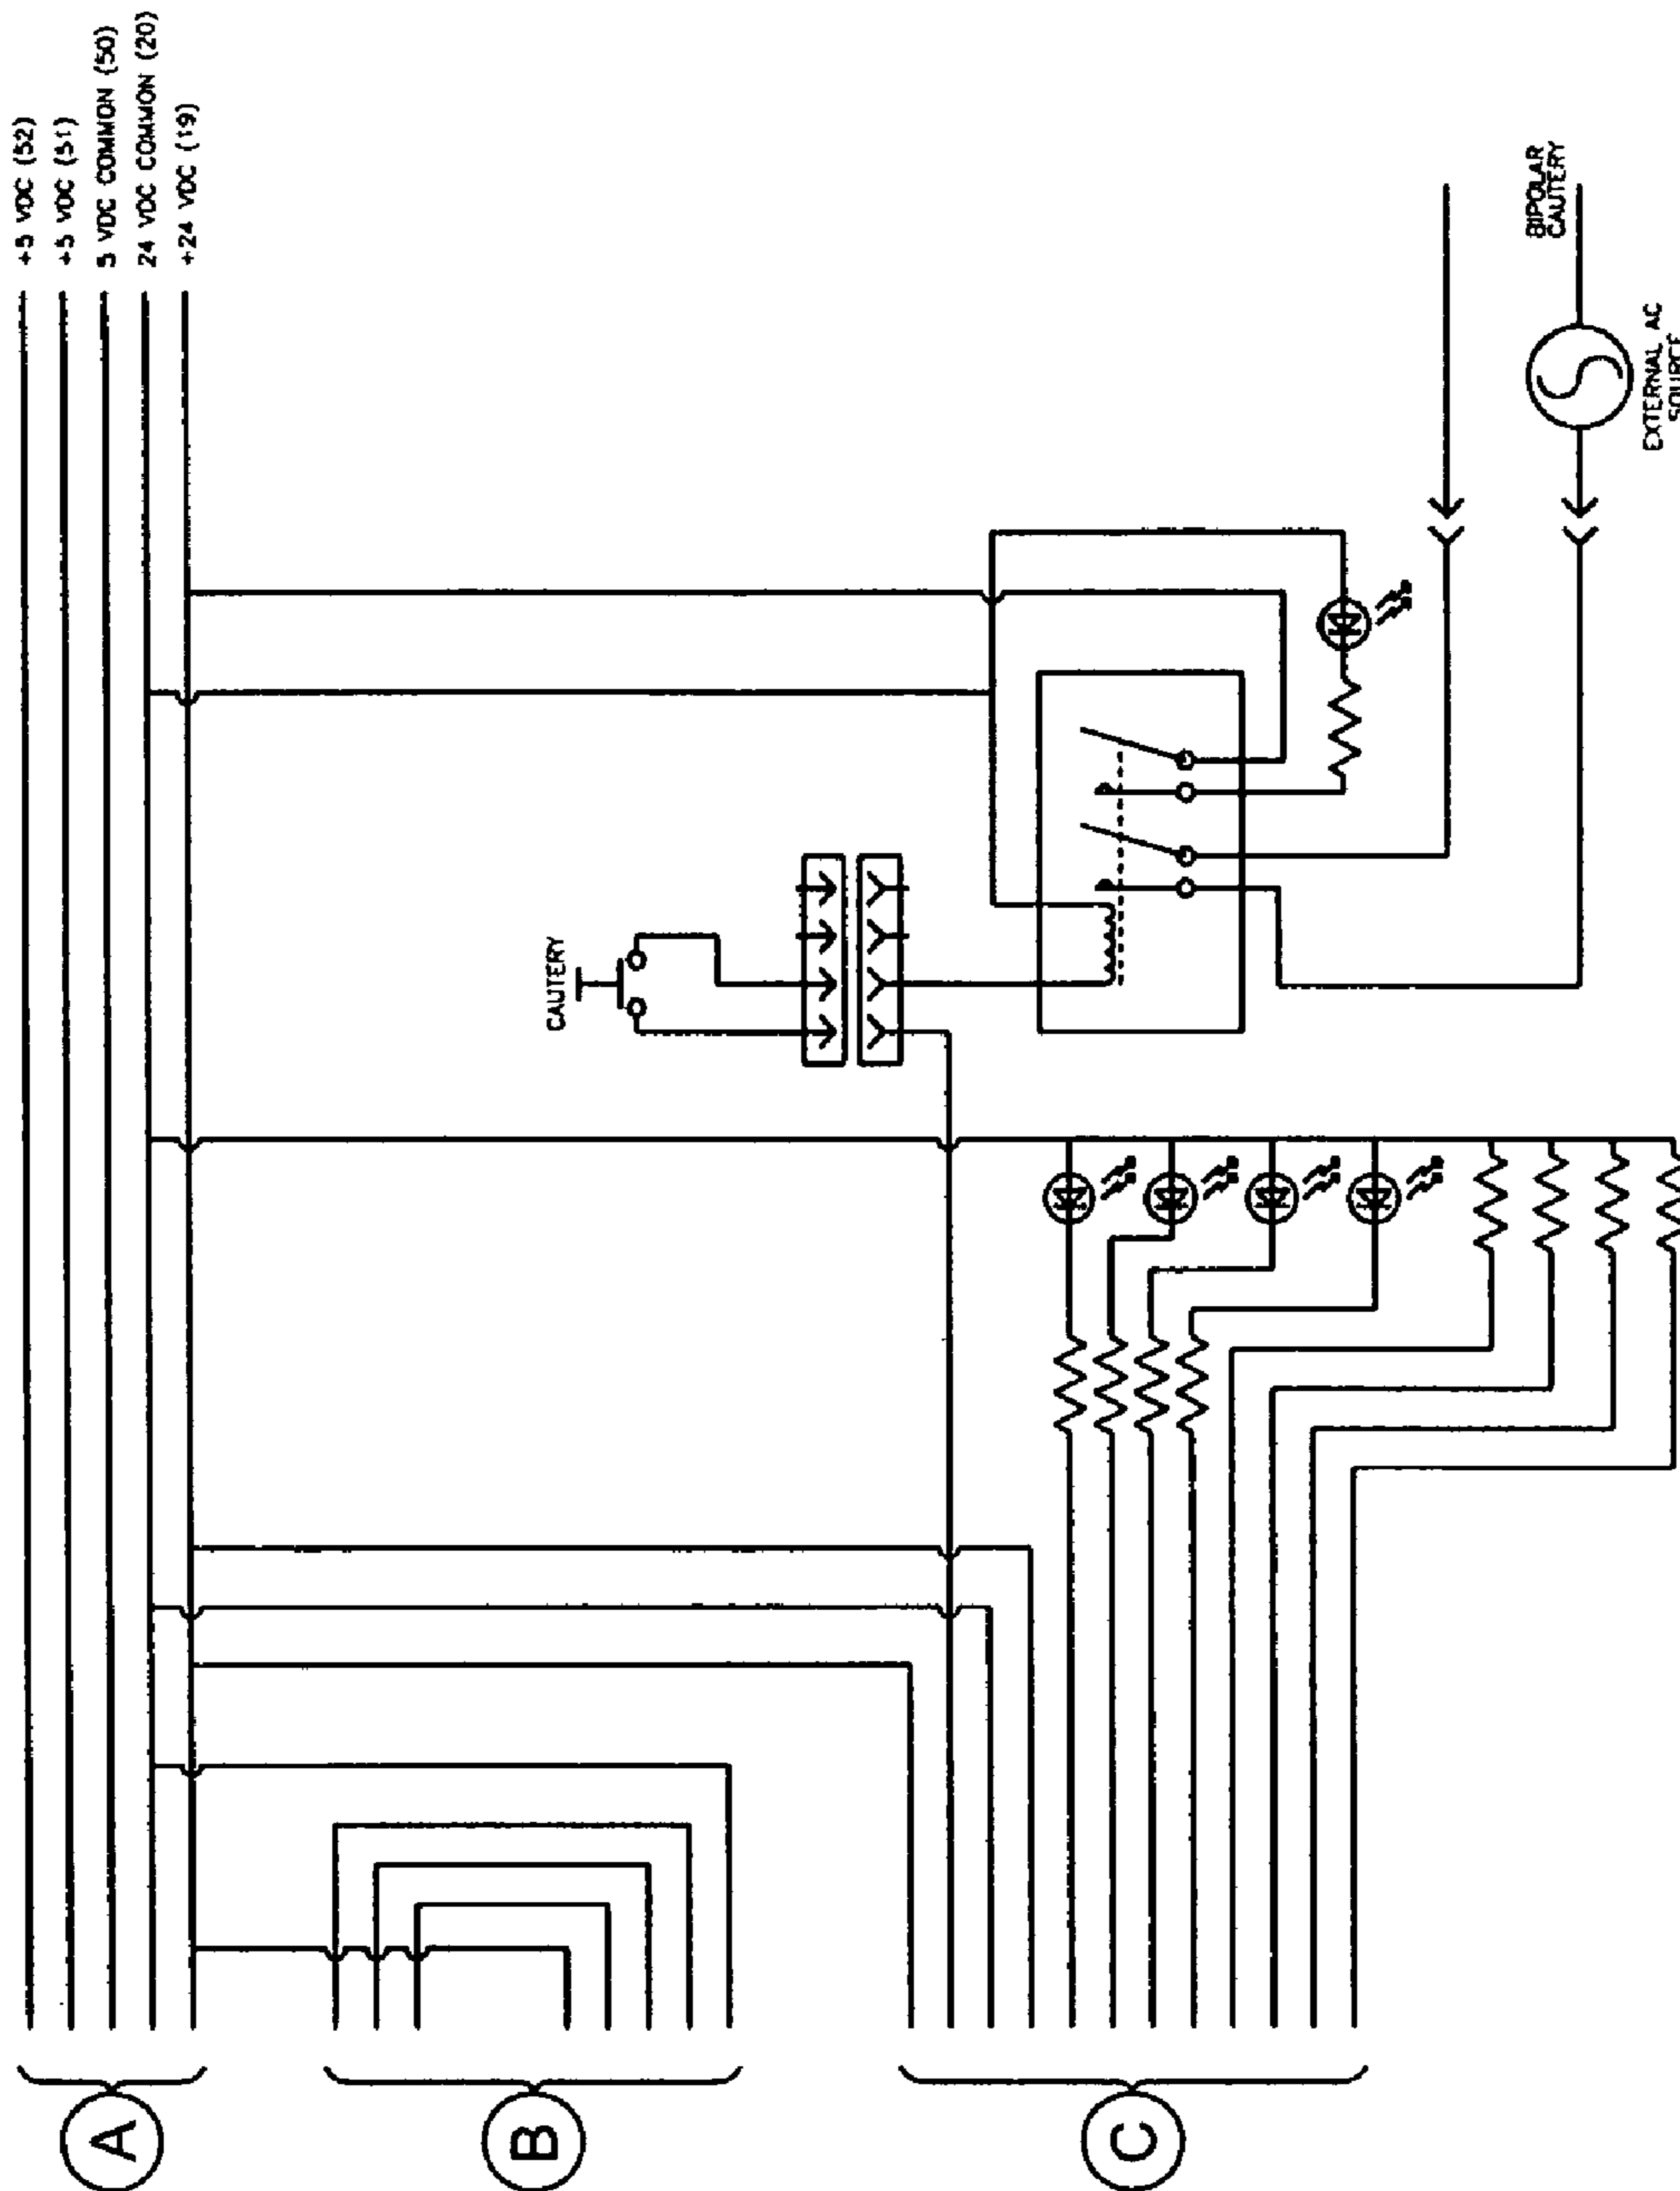 +5 VDC (52)
+5 VDC (51)
5 VDC COMMON (50)
24 VDC COMMON (20)
+24 VDC (19)
CAUTERY
BIPOLAR
CAUTERY
EXTERNAL AC
SOURCE
A
B
C